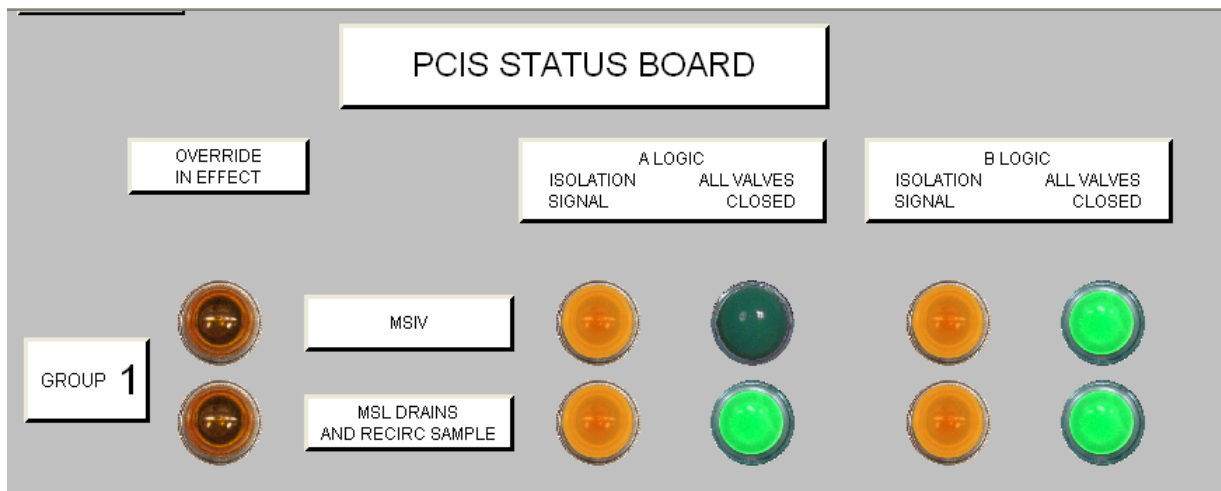 PCIS STATUS BOARD
OVERRIDE
IN EFFECT
A LOGIC
ISOLATION ALL VALVES
SIGNAL CLOSED
B LOGIC
ISOLATION ALL VALVES
SIGNAL CLOSED
MSIV
GROUP 1
MSL DRAINS
AND RECIRC SAMPLE